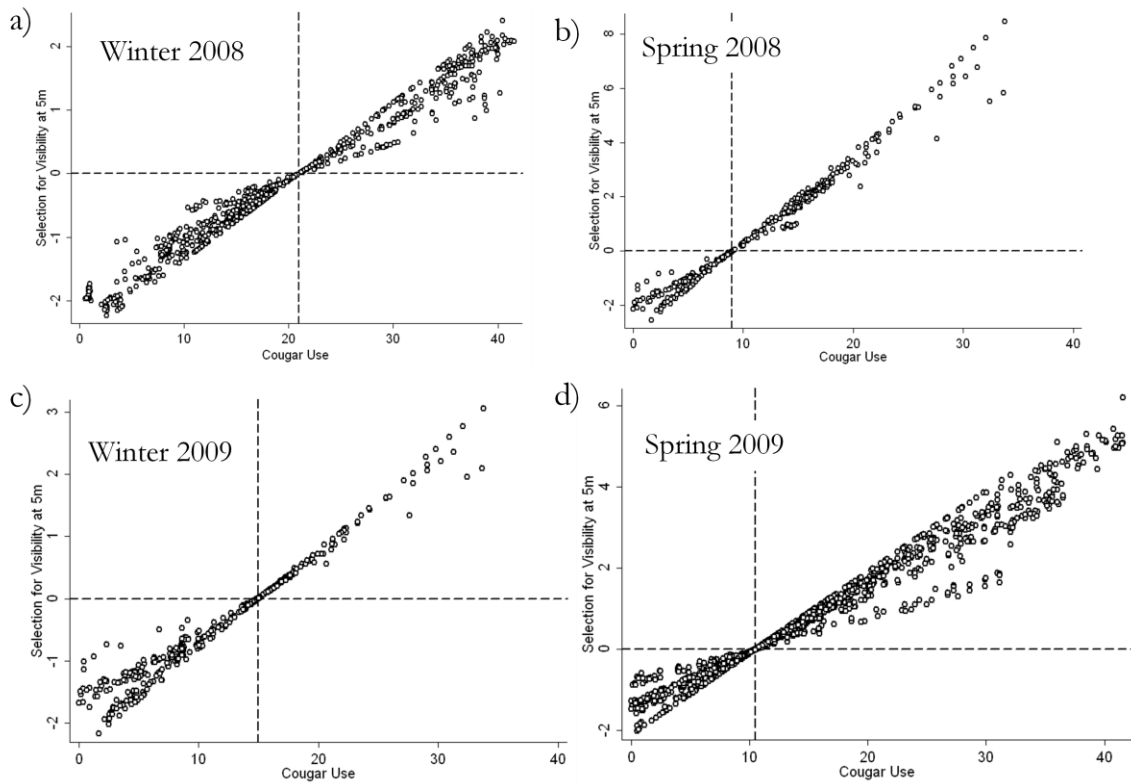 a)
Winter 2008
Selection for Visibility at 5m
2
1
0
-1
-2
0 10 20 30 40
Cougar Use
b)
Spring 2008
Selection for Visibility at 5m
8
6
4
2
0
-2
0 10 20 30 40
Cougar Use
c)
Winter 2009
Selection for Visibility at 5m
3
2
1
0
-1
-2
0 10 20 30 40
Cougar Use
d)
Spring 2009
Selection for Visibility at 5m
6
4
2
0
-2
0 10 20 30 40
Cougar Use